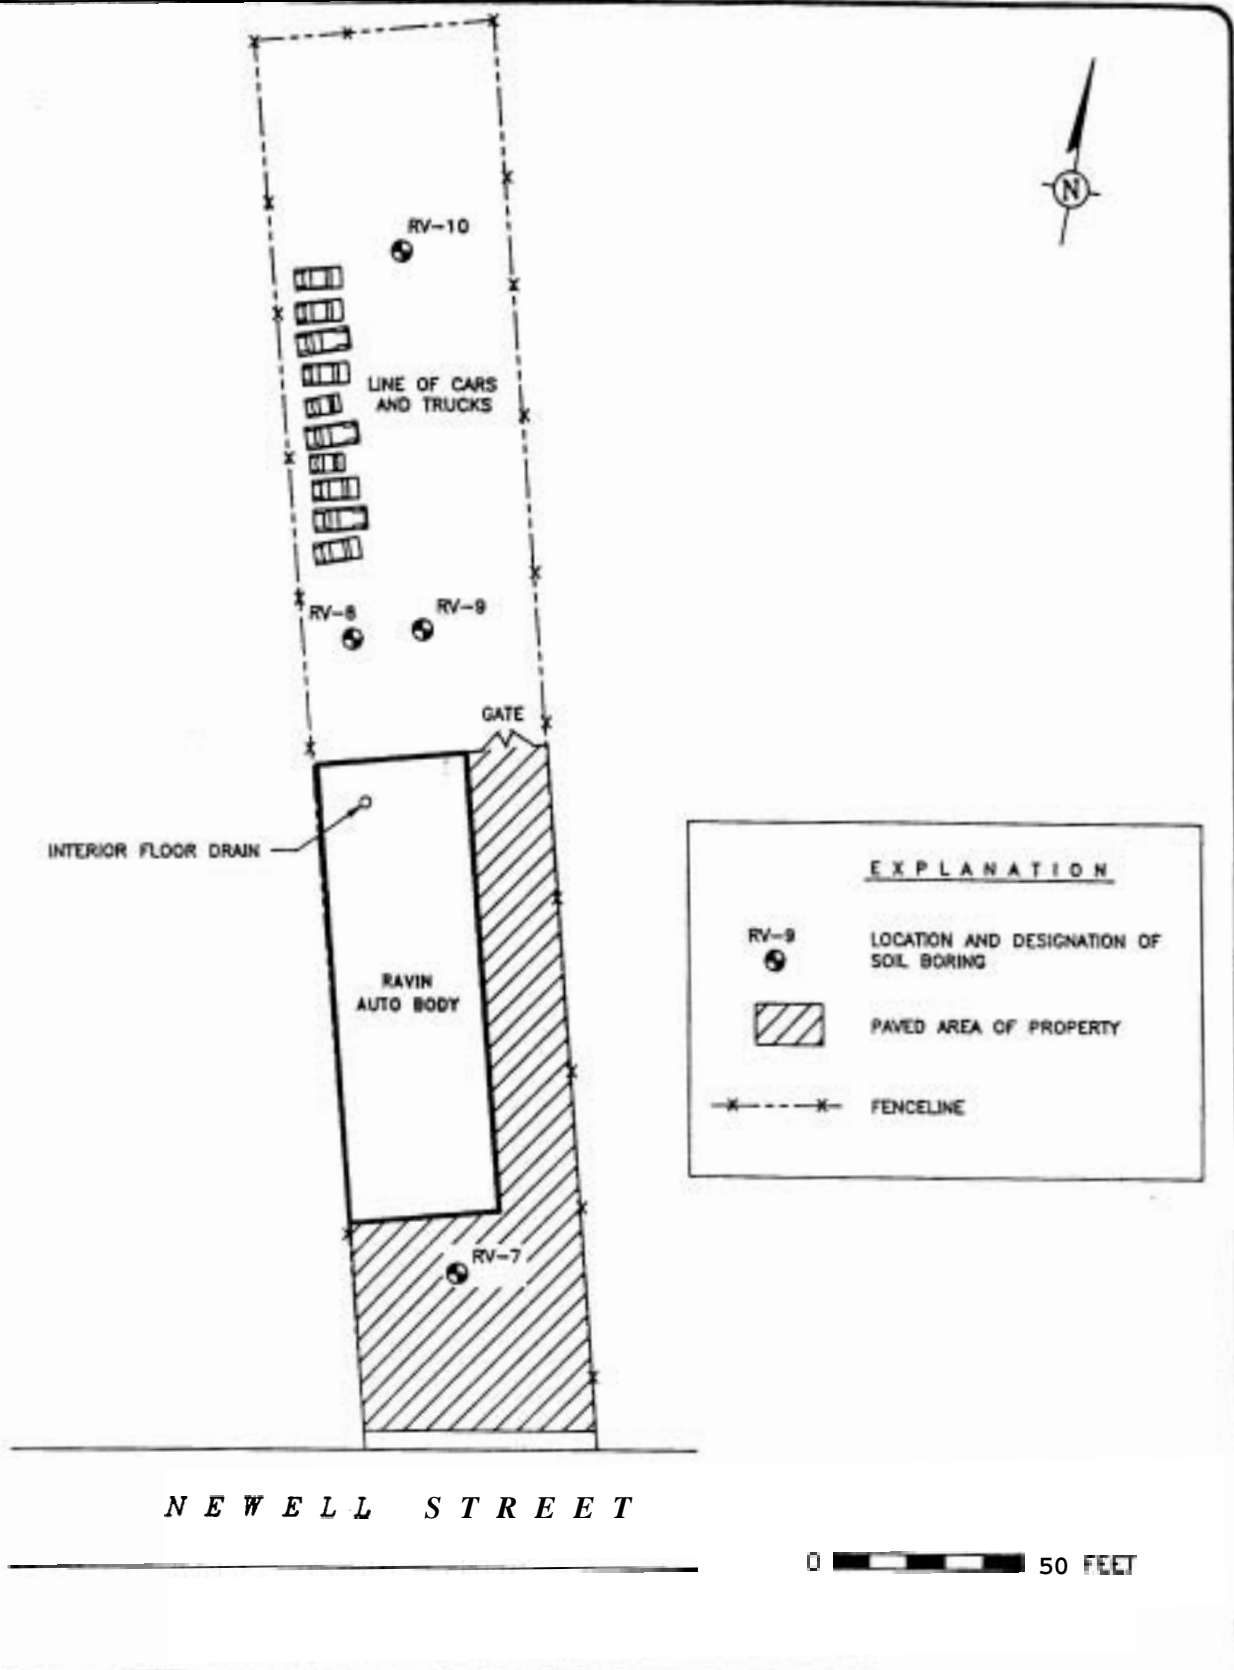 N
RV-10
LINE OF CARS
AND TRUCKS
RV-8
RV-9
GATE
INTERIOR FLOOR DRAIN
RAVIN
AUTO BODY
RV-7
EXPLANATION
RV-9
LOCATION AND DESIGNATION OF
SOIL BORING
PAVED AREA OF PROPERTY
FENCELINE
NEWELL STREET
0 50 FEET